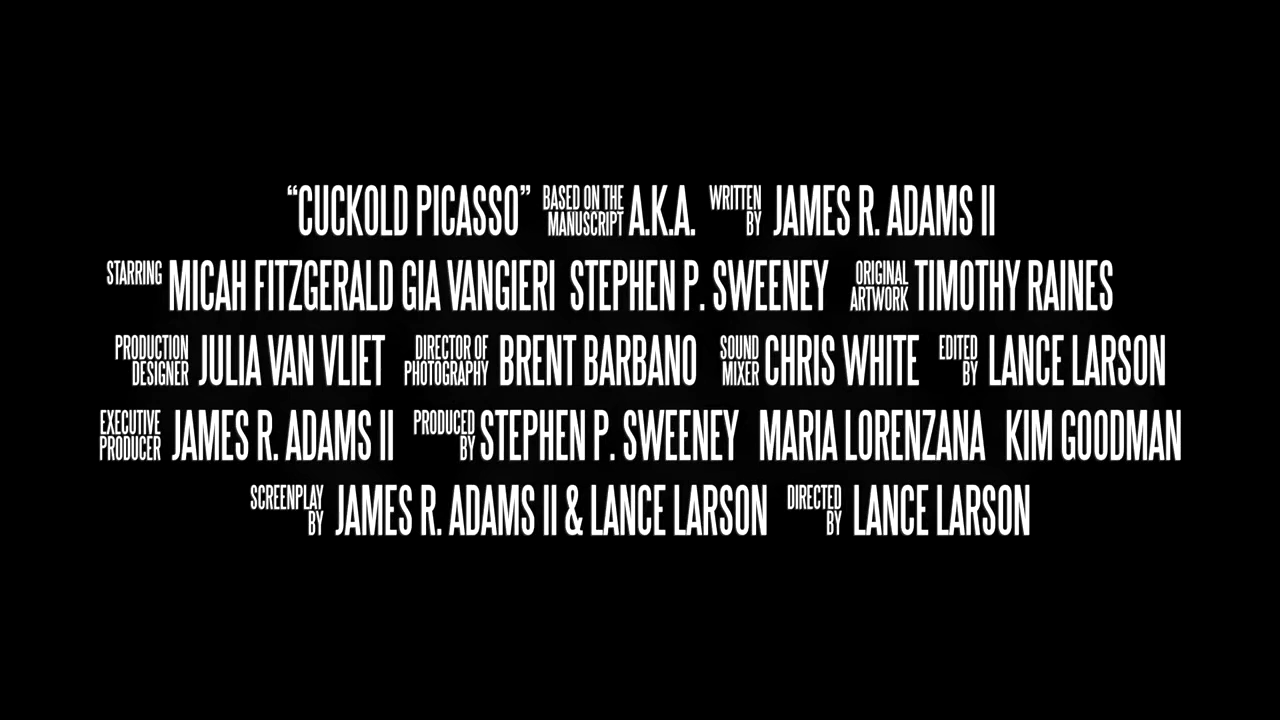 “CUCKOLD PICASSO” BASED ON THE MANUSCRIPT A.K.A. WRITTEN BY JAMES R. ADAMS II
STARRING MICAH FITZGERALD GIA VANGIERI STEPHEN P. SWEENEY ORIGINAL ARTWORK TIMOTHY RAINES
PRODUCTION DESIGNER JULIA VAN VLIET DIRECTOR OF PHOTOGRAPHY BRENT BARBANO SOUND MIXER CHRIS WHITE EDITED BY LANCE LARSON
EXECUTIVE PRODUCER JAMES R. ADAMS II PRODUCED BY STEPHEN P. SWEENEY MARIA LORENZANA KIM GOODMAN
SCREENPLAY BY JAMES R. ADAMS II & LANCE LARSON DIRECTED BY LANCE LARSON